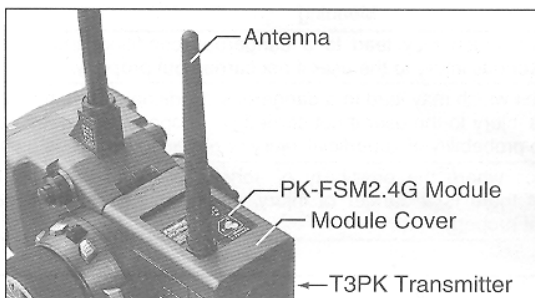 Antenna
PK-FSM2.4G Module
Module Cover
T3PK Transmitter